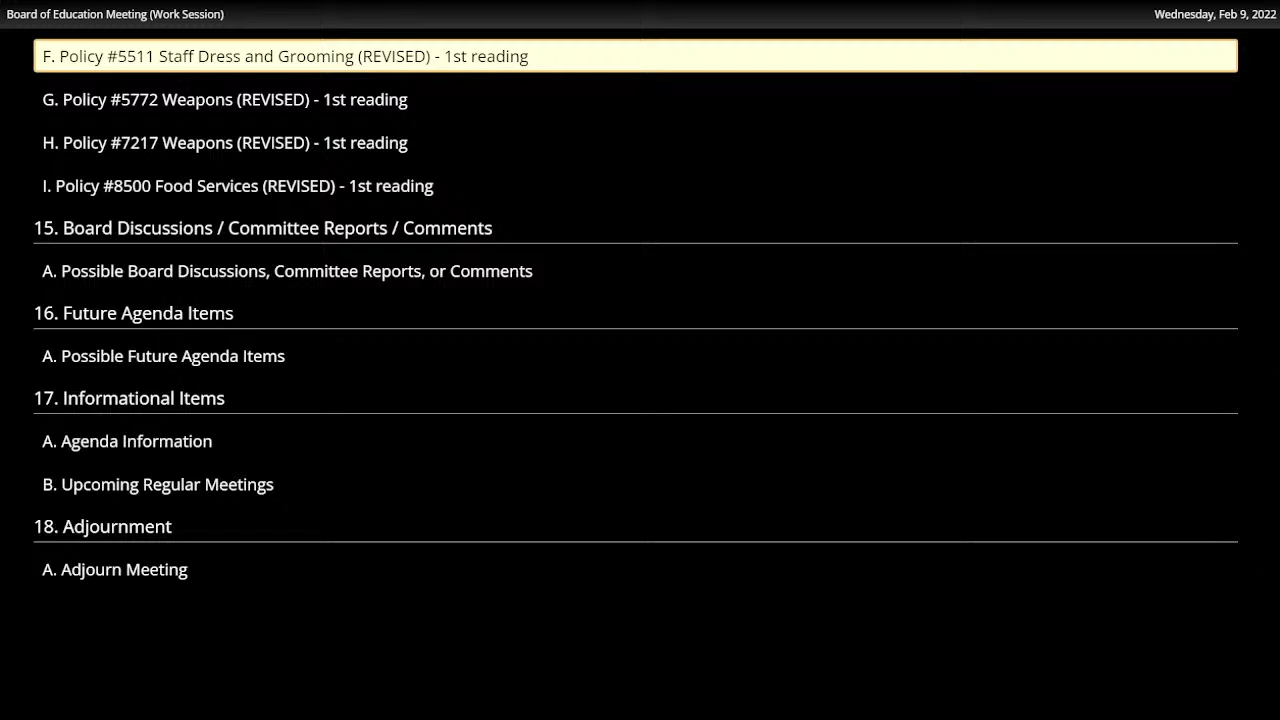 Board of Education Meeting (Work Session)
Wednesday, Feb 9, 2022
F. Policy #5511 Staff Dress and Grooming (REVISED) - 1st reading
G. Policy #5772 Weapons (REVISED) - 1st reading
H. Policy #7217 Weapons (REVISED) - 1st reading
I. Policy #8500 Food Services (REVISED) - 1st reading
15. Board Discussions / Committee Reports / Comments
A. Possible Board Discussions, Committee Reports, or Comments
16. Future Agenda Items
A. Possible Future Agenda Items
17. Informational Items
A. Agenda Information
B. Upcoming Regular Meetings
18. Adjournment
A. Adjourn Meeting